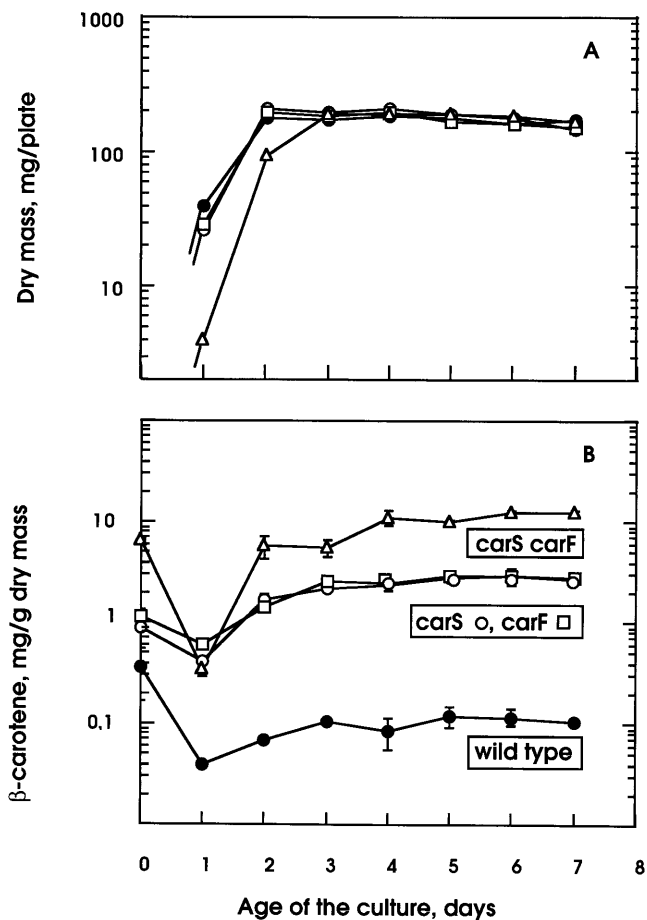 1000
A
100
10
Dry mass, mg/plate
B
10
carS carF
1
carS ○, carF □
0.1
wild type
β-carotene, mg/g dry mass
0 1 2 3 4 5 6 7 8
Age of the culture, days